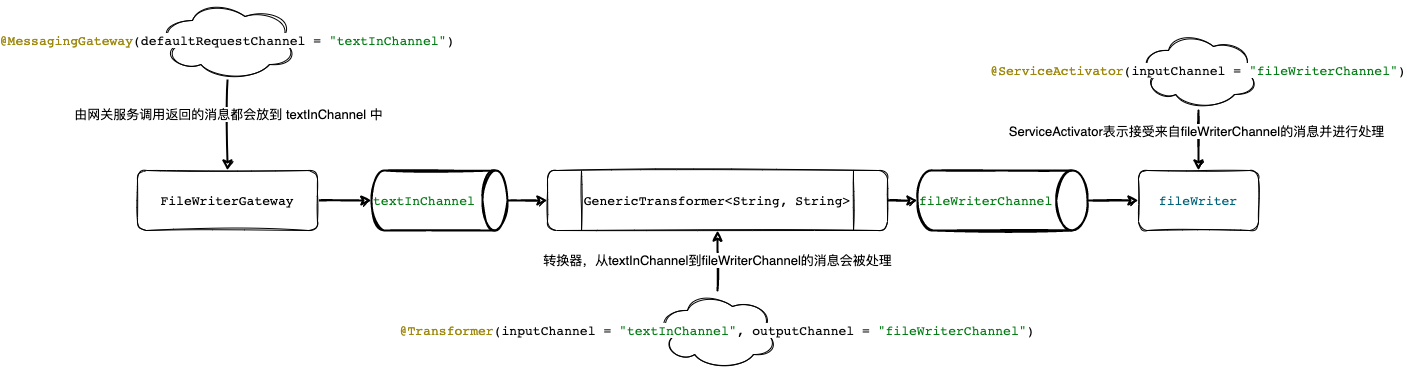 @MessagingGateway(defaultRequestChannel = "textInChannel")
@ServiceActivator(inputChannel = "fileWriterChannel")
由网关服务调用返回的消息都会放到 textInChannel 中
ServiceActivator表示接受来自fileWriterChannel的消息并进行处理
FileWriterGateway
textInChannel
GenericTransformer<String, String>
fileWriterChannel
fileWriter
转换器，从textInChannel到fileWriterChannel的消息会被处理
@Transformer(inputChannel = "textInChannel", outputChannel = "fileWriterChannel")